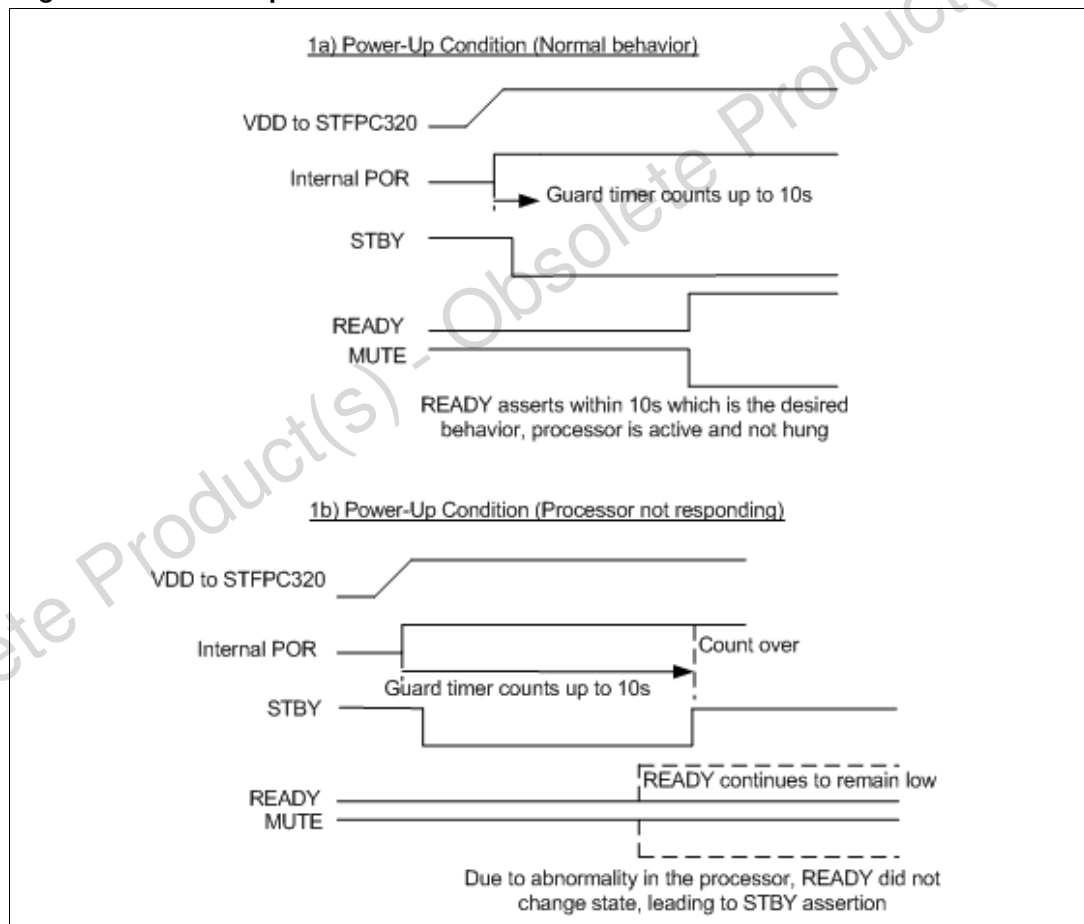 1a) Power-Up Condition (Normal behavior)
VDD to STFPC320
Internal POR
Guard timer counts up to 10s
STBY
READY
MUTE
READY asserts within 10s which is the desired
behavior, processor is active and not hung
1b) Power-Up Condition (Processor not responding)
VDD to STFPC320
Internal POR
Count over
Guard timer counts up to 10s
STBY
READY continues to remain low
READY
MUTE
Due to abnormality in the processor, READY did not
change state, leading to STBY assertion
ete Product(s) - Obsolete Product(